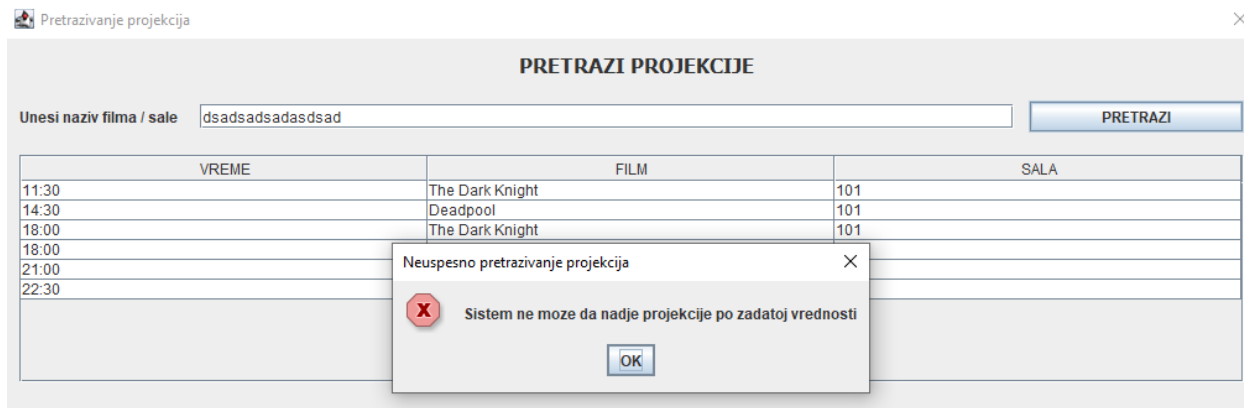 Pretrazivanje projekcija
PRETRAZI PROJEKCIJE
Unesi naziv filma / sale dsadsadsadasdsad PRETRAZI
VREME FILM SALA
11:30 The Dark Knight 101
14:30 Deadpool 101
18:00 The Dark Knight 101
18:00
21:00
22:30
Neuspesno pretrazivanje projekcija
Sistem ne moze da nadje projekcije po zadatoj vrednosti
OK